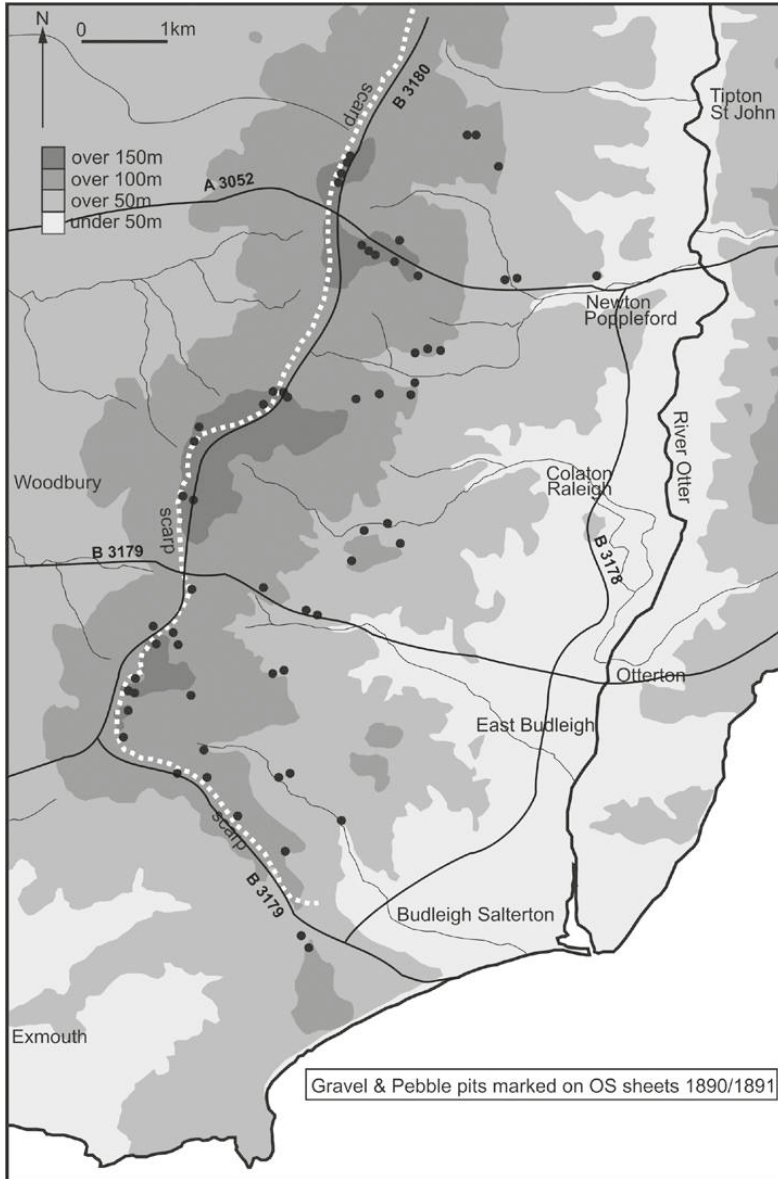 N
0 1km
scarp
B 3180
Tipton
St John
over 150m
over 100m
over 50m
under 50m
A 3052
Newton
Poppleford
River Otter
Woodbury
Colaton
Raleigh
scarp
B 3179
B 3178
Otterton
East Budleigh
scarp
B 3179
Budleigh Salterton
Exmouth
Gravel & Pebble pits marked on OS sheets 1890/1891